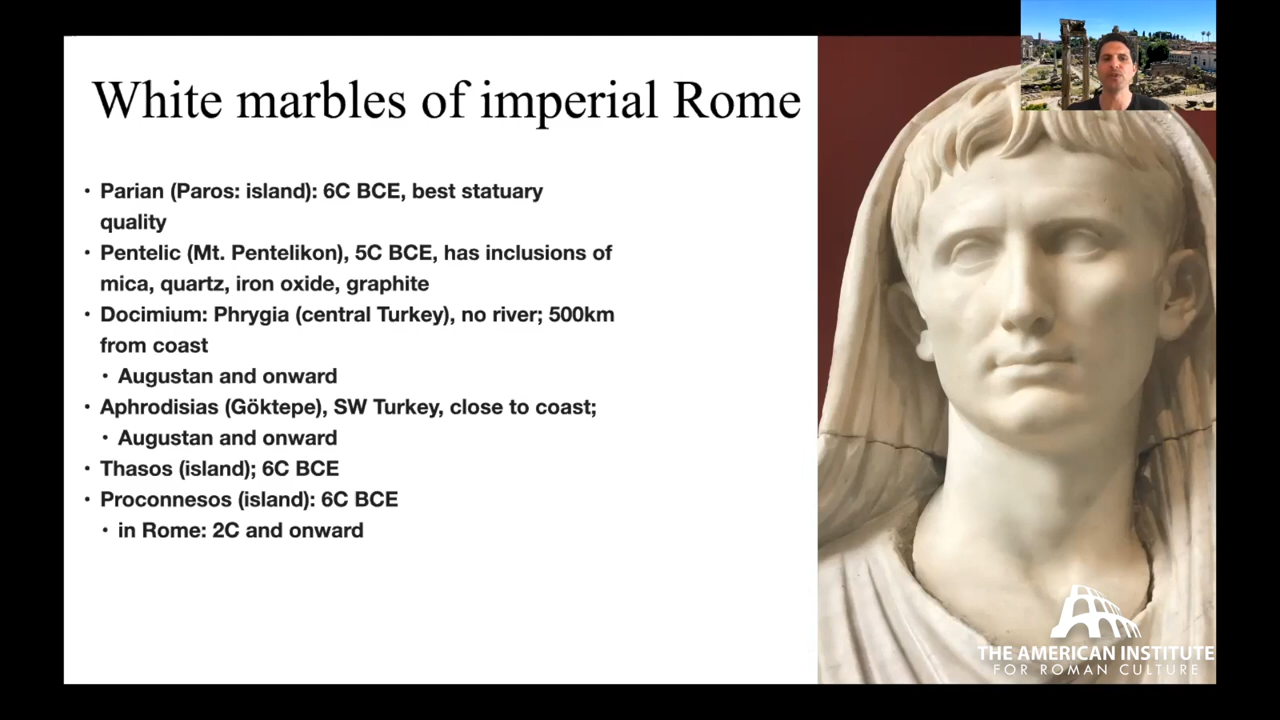 White marbles of imperial Rome
• Parian (Paros: island): 6C BCE, best statuary
quality
• Pentelic (Mt. Pentelikon), 5C BCE, has inclusions of
mica, quartz, iron oxide, graphite
• Docimium: Phrygia (central Turkey), no river; 500km
from coast
• Augustan and onward
• Aphrodisias (Göktepe), SW Turkey, close to coast;
• Augustan and onward
• Thasos (island); 6C BCE
• Proconnesos (island): 6C BCE
• in Rome: 2C and onward
THE AMERICAN INSTITUTE
FOR ROMAN CULTURE